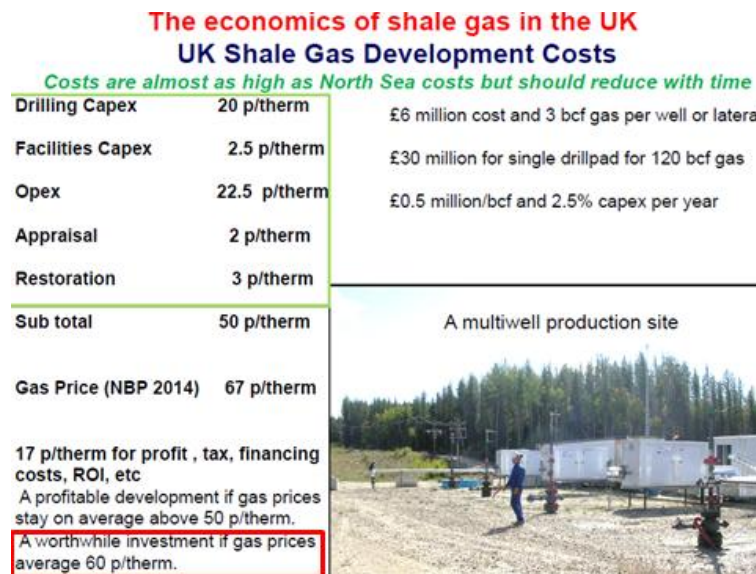 The economics of shale gas in the UK
UK Shale Gas Development Costs
Costs are almost as high as North Sea costs but should reduce with time
Drilling Capex 20 p/therm
Facilities Capex 2.5 p/therm
Opex 22.5 p/therm
Appraisal 2 p/therm
Restoration 3 p/therm
Sub total 50 p/therm
Gas Price (NBP 2014) 67 p/therm
17 p/therm for profit , tax, financing
costs, ROI, etc
A profitable development if gas prices
stay on average above 50 p/therm.
A worthwhile investment if gas prices
average 60 p/therm.
£6 million cost and 3 bcf gas per well or latera
£30 million for single drillpad for 120 bcf gas
£0.5 million/bcf and 2.5% capex per year
A multiwell production site